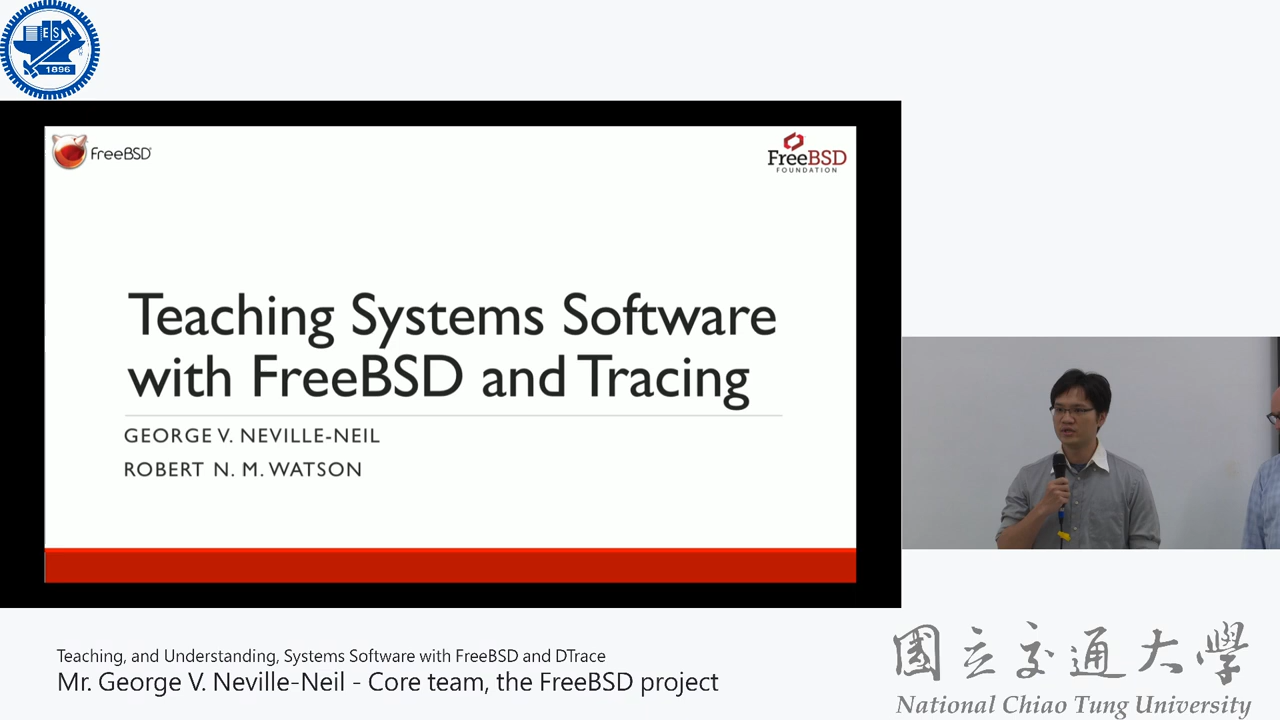 ESA
1896
FreeBSD
FreeBSD
FOUNDATION
Teaching Systems Software
with FreeBSD and Tracing
GEORGE V. NEVILLE-NEIL
ROBERT N. M. WATSON
Teaching, and Understanding, Systems Software with FreeBSD and DTrace
Mr. George V. Neville-Neil - Core team, the FreeBSD project
國立交通大學
National Chiao Tung University